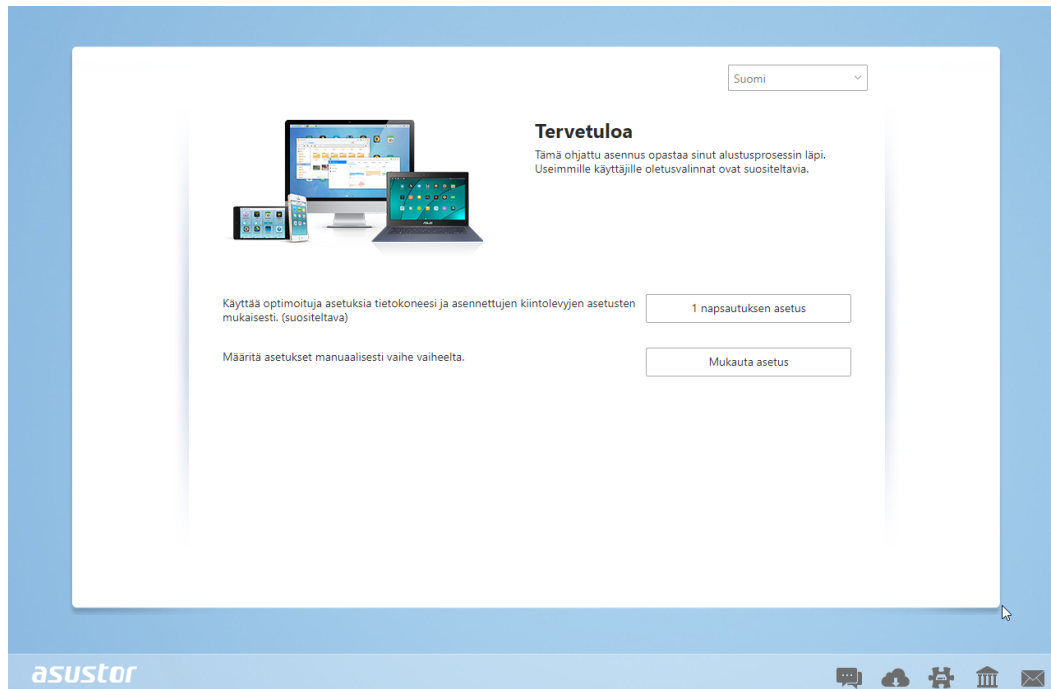 Suomi
Tervetuloa
Tämä ohjattu asennus opastaa sinut alustusprosessin läpi.
Useimmille käyttäjille oletusvalinnat ovat suositeltavia.
Käyttää optimoituja asetuksia tietokoneesi ja asennettujen kiintolevyjen asetusten
mukaisesti. (suositeltava)
1 napsautuksen asetus
Määritä asetukset manuaalisesti vaihe vaiheelta.
Mukauta asetus
asustor